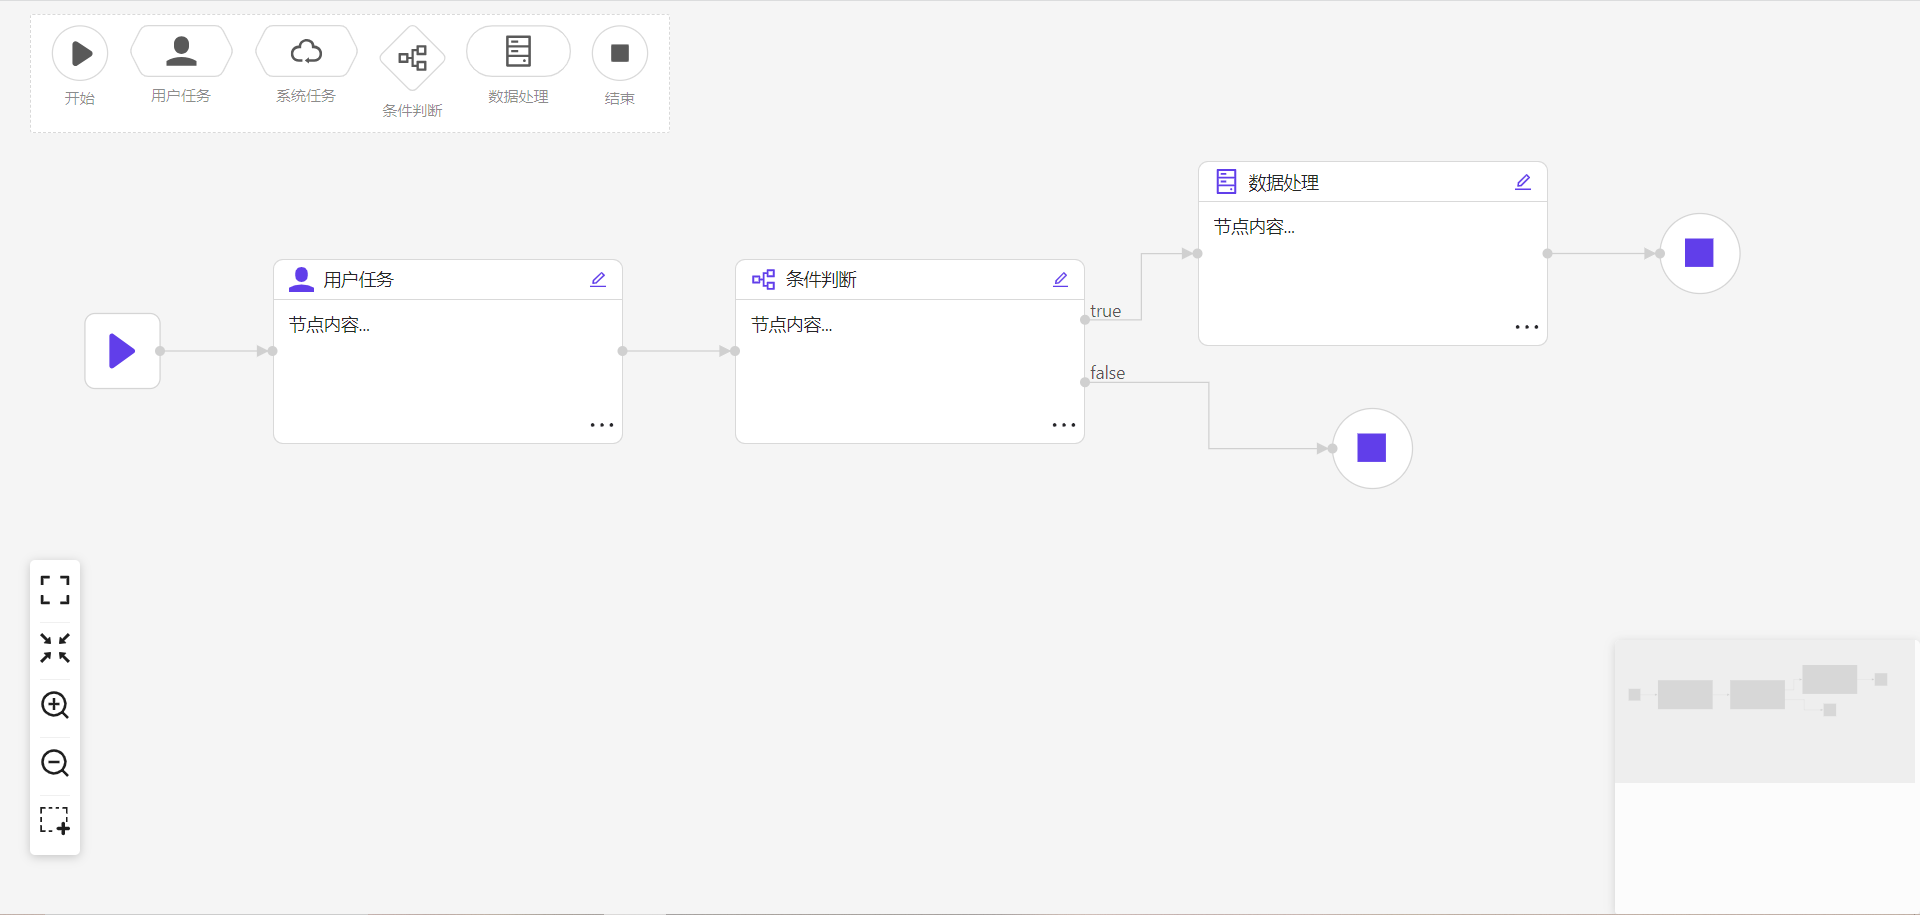 开始
用户任务
系统任务
条件判断
数据处理
结束
数据处理
节点内容...
用户任务
节点内容...
条件判断
节点内容...
true
false